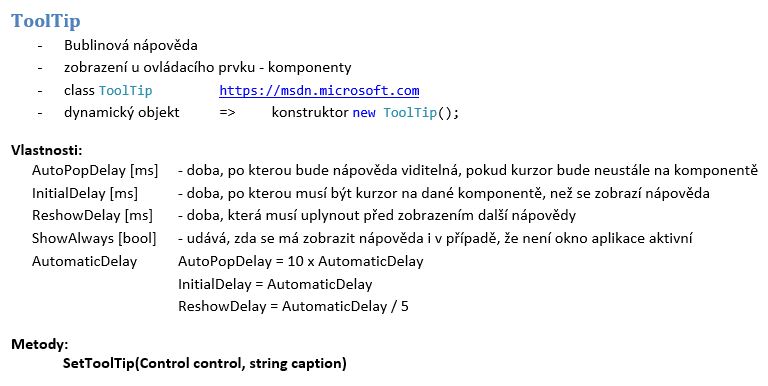 ToolTip
- Bublinová nápověda
- zobrazení u ovládacího prvku - komponenty
- class ToolTip https://msdn.microsoft.com
- dynamický objekt => konstruktor new ToolTip();
Vlastnosti:
AutoPopDelay [ms] - doba, po kterou bude nápověda viditelná, pokud kurzor bude neustále na komponentě
InitialDelay [ms] - doba, po kterou musí být kurzor na dané komponentě, než se zobrazí nápověda
ReshowDelay [ms] - doba, která musí uplynout před zobrazením další nápovědy
ShowAlways [bool] - udává, zda se má zobrazit nápověda i v případě, že není okno aplikace aktivní
AutomaticDelay AutoPopDelay = 10 x AutomaticDelay
InitialDelay = AutomaticDelay
ReshowDelay = AutomaticDelay / 5
Metody:
SetToolTip(Control control, string caption)